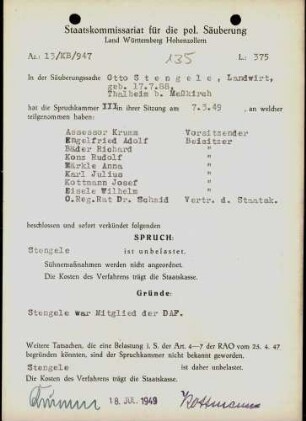 Staatskommissariat für die pol. Säuberung
Land Württemberg Hohenzollern
Az.: 13/KB/947 135 L: 375
In der Säuberungssache Otto Stengele, Landwirt,
geb. 17.7.88,
Thalheim b. Meßkirch
hat die Spruchkammer XIII in ihrer Sitzung am 7.3.49, an welcher
teilgenommen haben:
Assessor Krumm Vorsitzender
Kügelfried Adolf Beisitzer
Bäder Richard "
Kons Rudolf "
Märkle Anna "
Karl Julius "
Kottmann Josef "
Eisele Wilhelm "
O.Reg.Rat Dr. Schmid Vertr. d. Staatsk.
beschlossen und sofort verkündet folgenden
SPRUCH:
Stengele ist unbelastet.
Sühnemaßnahmen werden nicht angeordnet.
Die Kosten des Verfahrens trägt die Staatskasse.
Gründe:
Stengele war Mitglied der DAF.
Weitere Tatsachen, die eine Belastung i. S. der Art. 4—7 der RAO vom 25. 4. 47
begründen könnten, sind der Spruchkammer nicht bekannt geworden.
Stengele ist daher unbelastet.
Die Kosten des Verfahrens trägt die Staatskasse.
Krumm 18. JUL. 1949 Kottmann